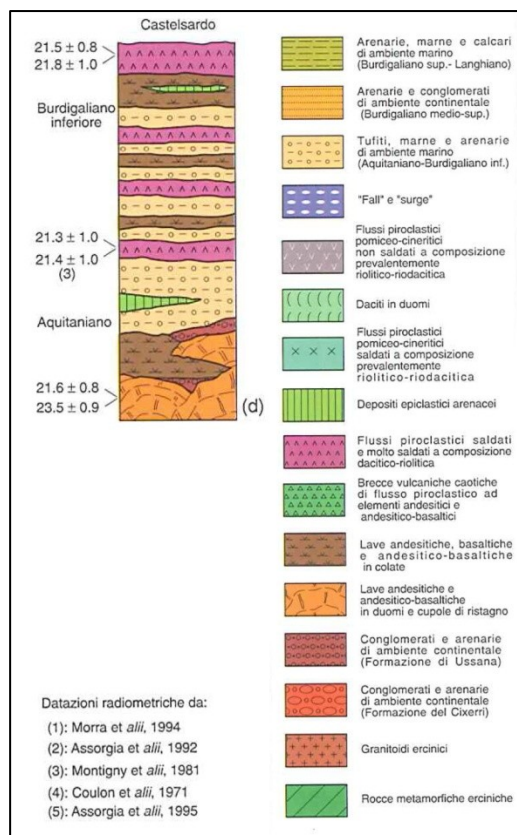 Castelsardo
21.5 ± 0.8
21.8 ± 1.0
Burdigaliano
inferiore
21.3 ± 1.0
21.4 ± 1.0
(3)
Aquitaniano
21.6 ± 0.8
23.5 ± 0.9
(d)
Datazioni radiometriche da:
(1): Morra et alii, 1994
(2): Assorgia et alii, 1992
(3): Montigny et alii, 1981
(4): Coulon et alii, 1971
(5): Assorgia et alii, 1995
Arenarie, marne e calcari
di ambiente marino
(Burdigaliano sup.- Langhiano)
Arenarie e conglomerati
di ambiente continentale
(Burdigaliano medio-sup.)
Tufiti, marne e arenarie
di ambiente marino
(Aquitaniano-Burdigaliano inf.)
"Fall" e "surge"
Flussi piroclastici
pomiceo-cineritici
non saldati a composizione
prevalentemente
riolitico-riodacitica
Daciti in duomi
Flussi piroclastici
pomiceo-cineritici
saldati a composizione
prevalentemente
riolitico-riodacitica
Depositi epiclastici arenacei
Flussi piroclastici saldati
e molto saldati a composizione
dacitico-riolitica
Brecce vulcaniche caotiche
di flusso piroclastico ad
elementi andesitici e
andesitico-basaltici
Lave andesitiche, basaltiche
e andesitico-basaltiche
in colate
Lave andesitiche e
andesitico-basaltiche
in duomi e cupole di ristagno
Conglomerati e arenarie
di ambiente continentale
(Formazione di Ussana)
Conglomerati e arenarie
di ambiente continentale
(Formazione del Cixerri)
Granitoidi ercinici
Rocce metamorfiche erciniche